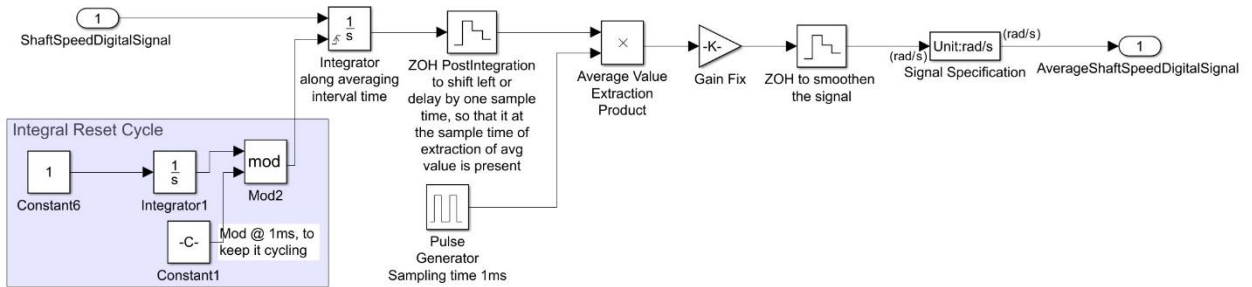 1
ShaftSpeedDigitalSignal
1
s
Integrator
along averaging
interval time
ZOH PostIntegration
to shift left or
delay by one sample
time, so that it at
the sample time of
extraction of avg
value is present
×
Average Value
Extraction
Product
-K-
Gain Fix
ZOH to smoothen
the signal
(rad/s)
Unit:rad/s
(rad/s)
Signal Specification
1
AverageShaftSpeedDigitalSignal
Integral Reset Cycle
1
Constant6
1
s
Integrator1
mod
Mod2
-C-
Constant1
Mod @ 1ms, to
keep it cycling
Pulse
Generator
Sampling time 1ms